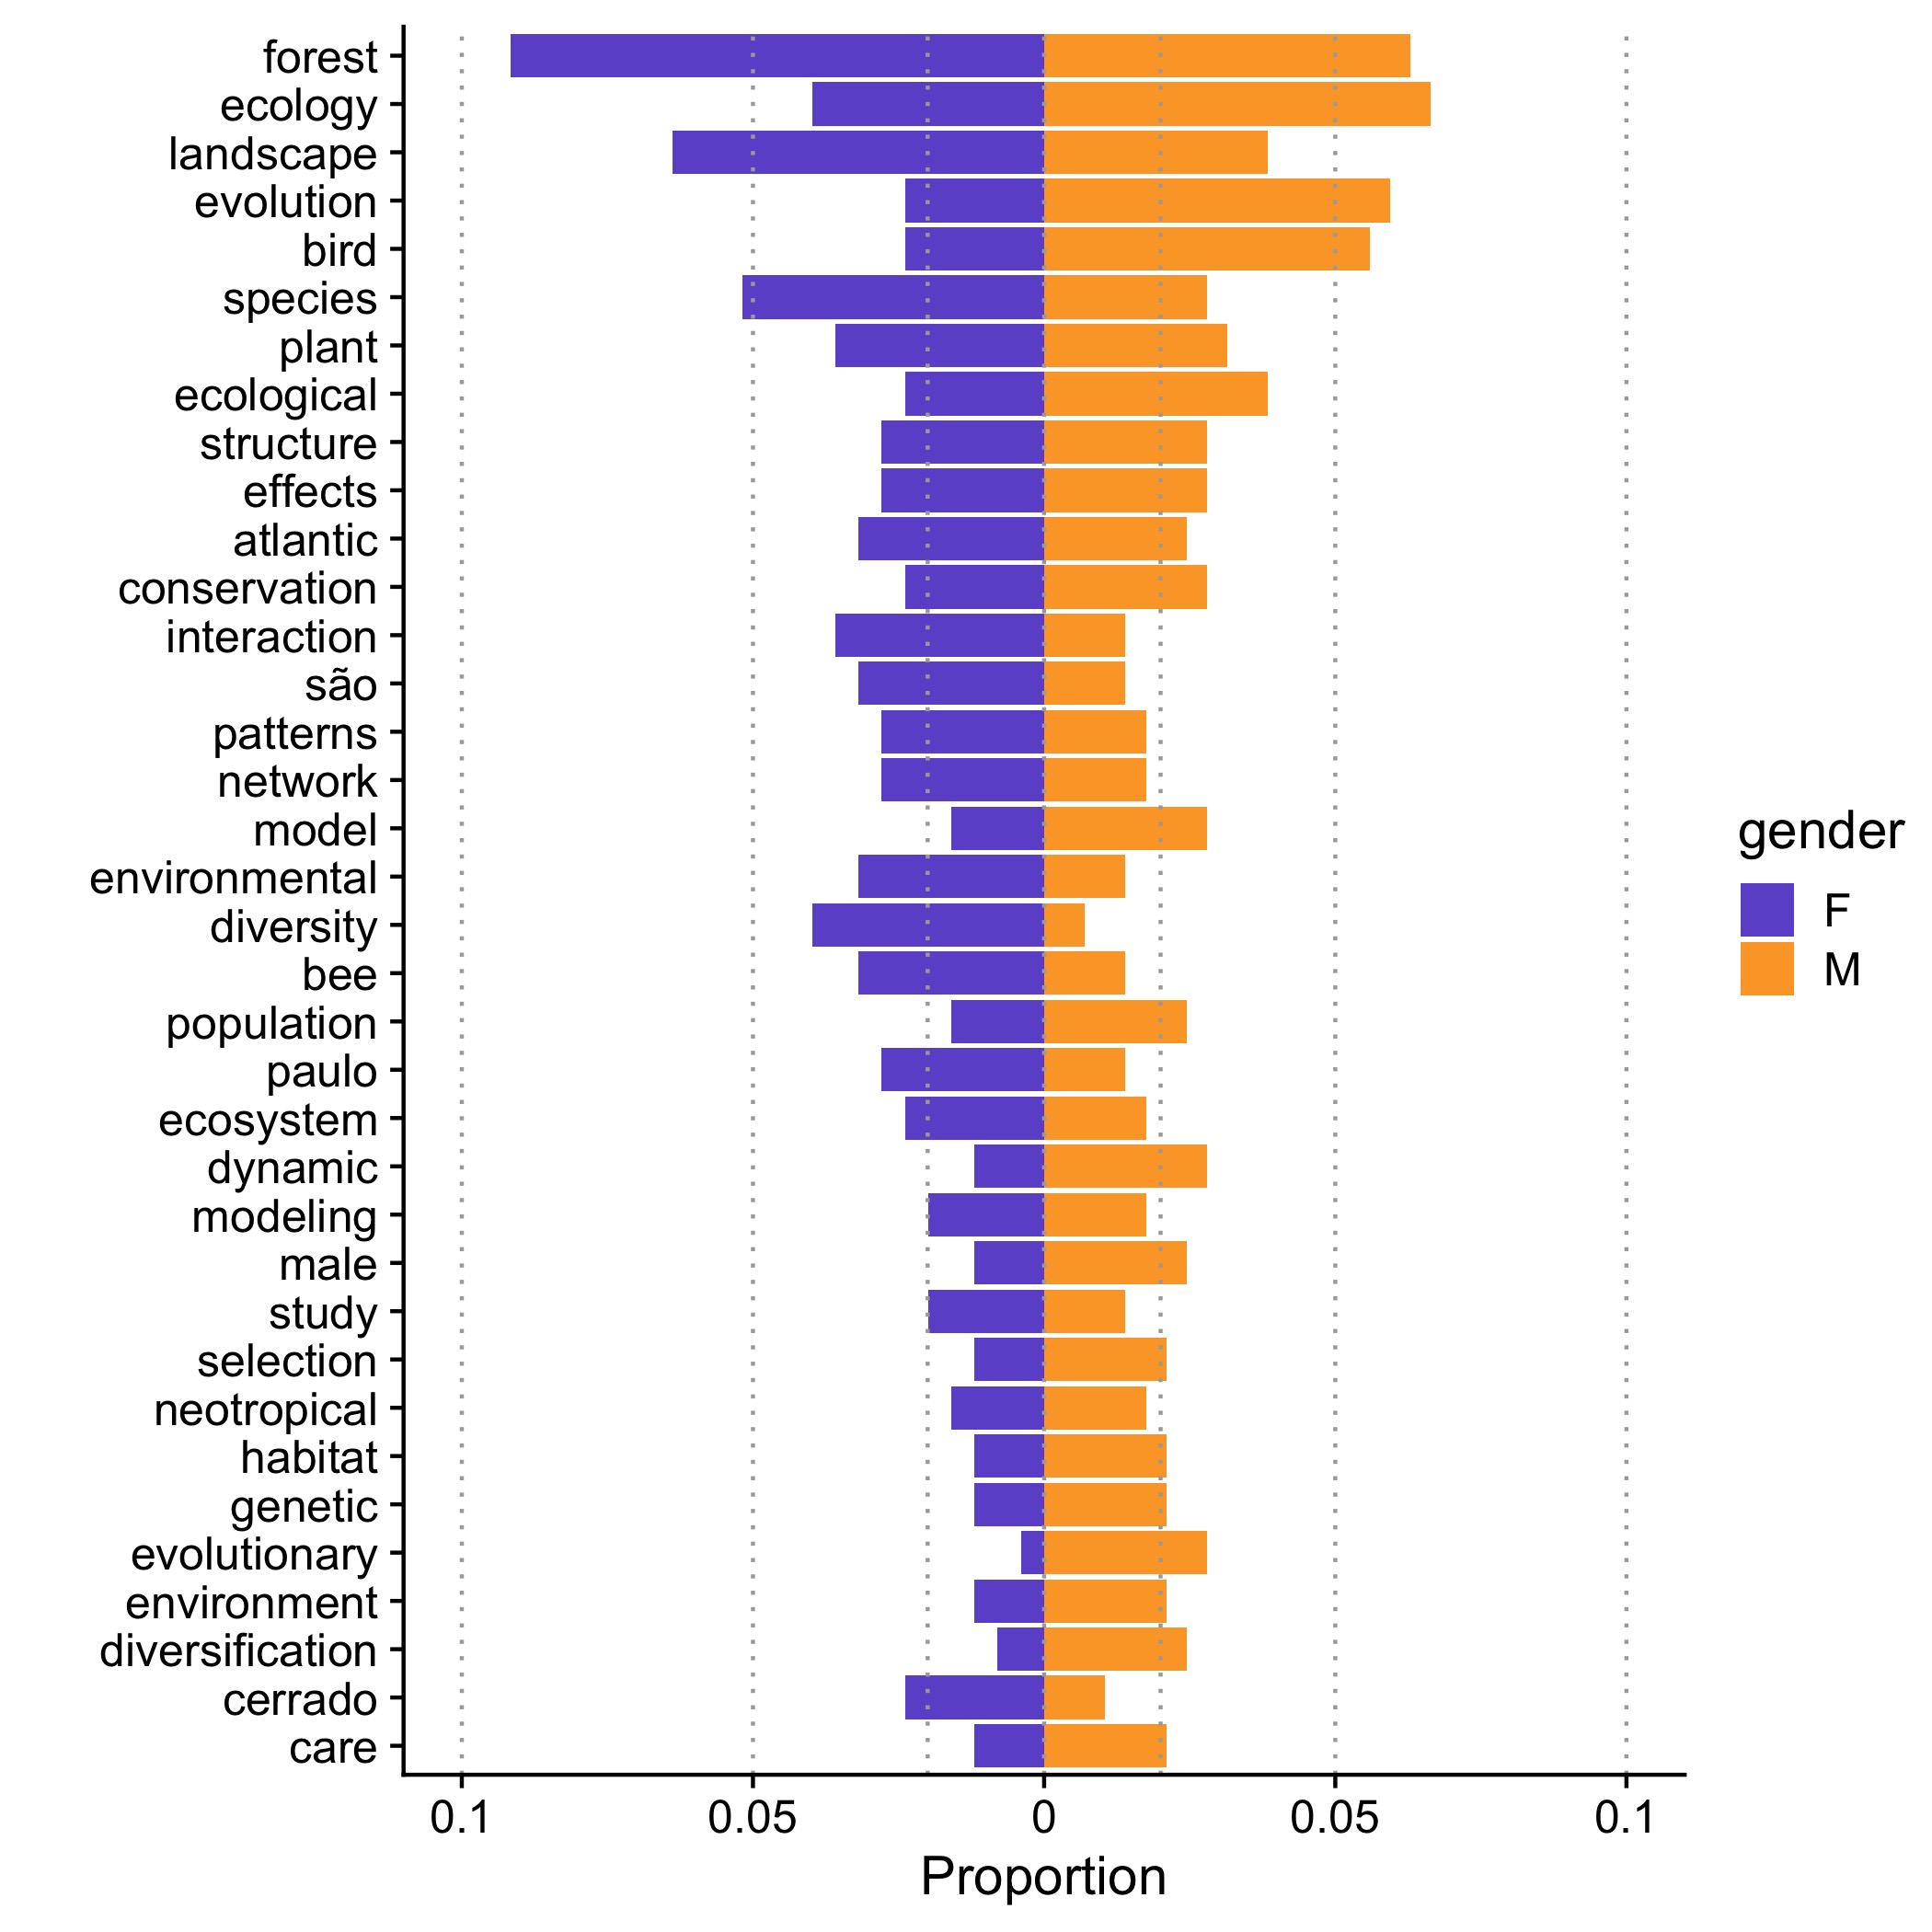 forest
ecology
landscape
evolution
bird
species
plant
ecological
structure
effects
atlantic
conservation
interaction
são
patterns
network
model
environmental
diversity
bee
population
paulo
ecosystem
dynamic
modeling
male
study
selection
neotropical
habitat
genetic
evolutionary
environment
diversification
cerrado
care
0.1 0.05 0 0.05 0.1
Proportion
gender
F
M